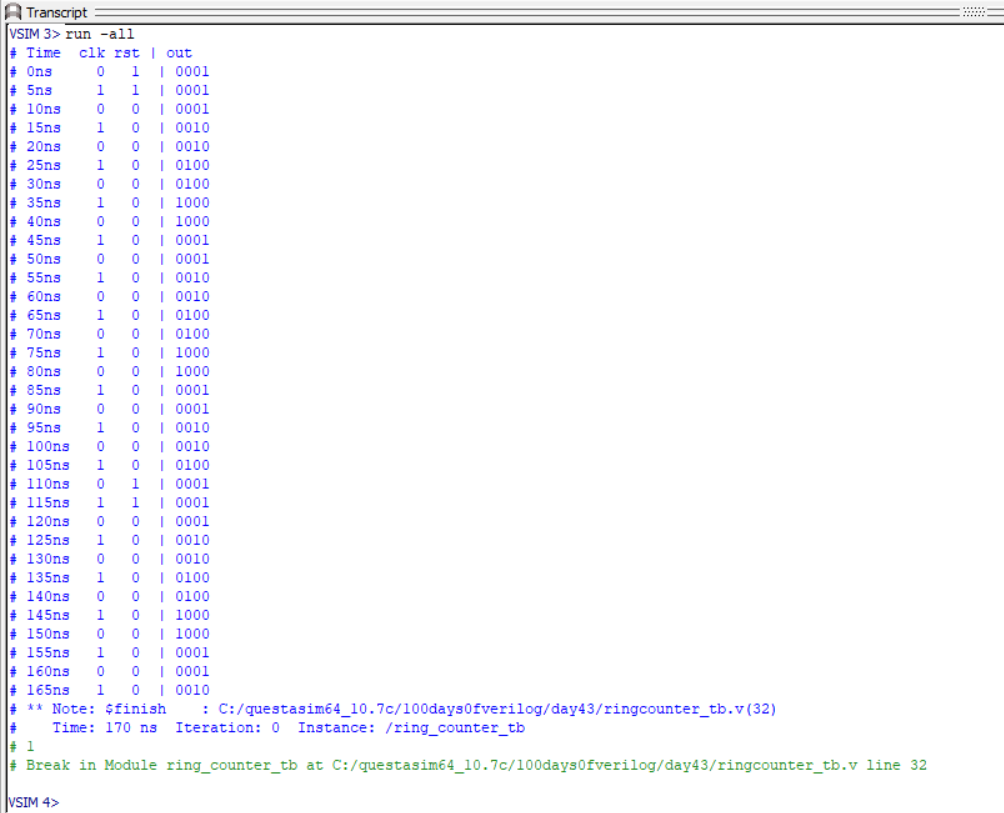 Transcript
VSIM 3> run -all
# Time  clk rst | out
# 0ns    0   1  | 0001
# 5ns    1   1  | 0001
# 10ns   0   0  | 0001
# 15ns   1   0  | 0010
# 20ns   0   0  | 0010
# 25ns   1   0  | 0100
# 30ns   0   0  | 0100
# 35ns   1   0  | 1000
# 40ns   0   0  | 1000
# 45ns   1   0  | 0001
# 50ns   0   0  | 0001
# 55ns   1   0  | 0010
# 60ns   0   0  | 0010
# 65ns   1   0  | 0100
# 70ns   0   0  | 0100
# 75ns   1   0  | 1000
# 80ns   0   0  | 1000
# 85ns   1   0  | 0001
# 90ns   0   0  | 0001
# 95ns   1   0  | 0010
# 100ns  0   0  | 0010
# 105ns  1   0  | 0100
# 110ns  0   1  | 0001
# 115ns  1   1  | 0001
# 120ns  0   0  | 0001
# 125ns  1   0  | 0010
# 130ns  0   0  | 0010
# 135ns  1   0  | 0100
# 140ns  0   0  | 0100
# 145ns  1   0  | 1000
# 150ns  0   0  | 1000
# 155ns  1   0  | 0001
# 160ns  0   0  | 0001
# 165ns  1   0  | 0010
# ** Note: $finish    : C:/questasim64_10.7c/100days0fverilog/day43/ringcounter_tb.v(32)
#    Time: 170 ns  Iteration: 0  Instance: /ring_counter_tb
# 1
# Break in Module ring_counter_tb at C:/questasim64_10.7c/100days0fverilog/day43/ringcounter_tb.v line 32
VSIM 4>